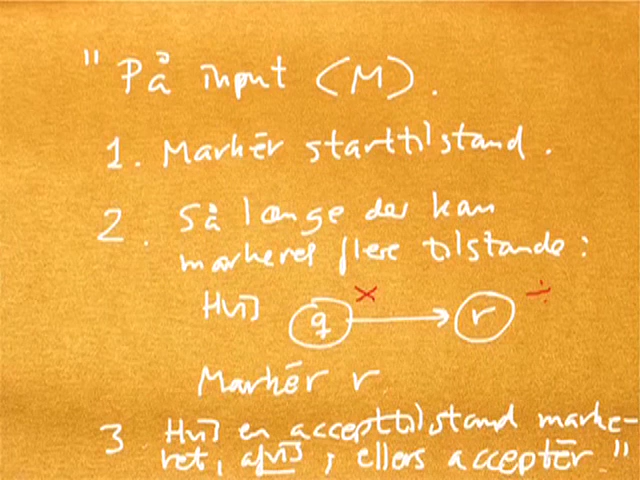 "På input ⟨M⟩.
1. Markér starttilstand.
2. Så længe der kan
markeres flere tilstande:
Hvis q × → r ÷
Markér r
3 Hvis en accepttilstand marke-
ret, afvis; ellers acceptér"